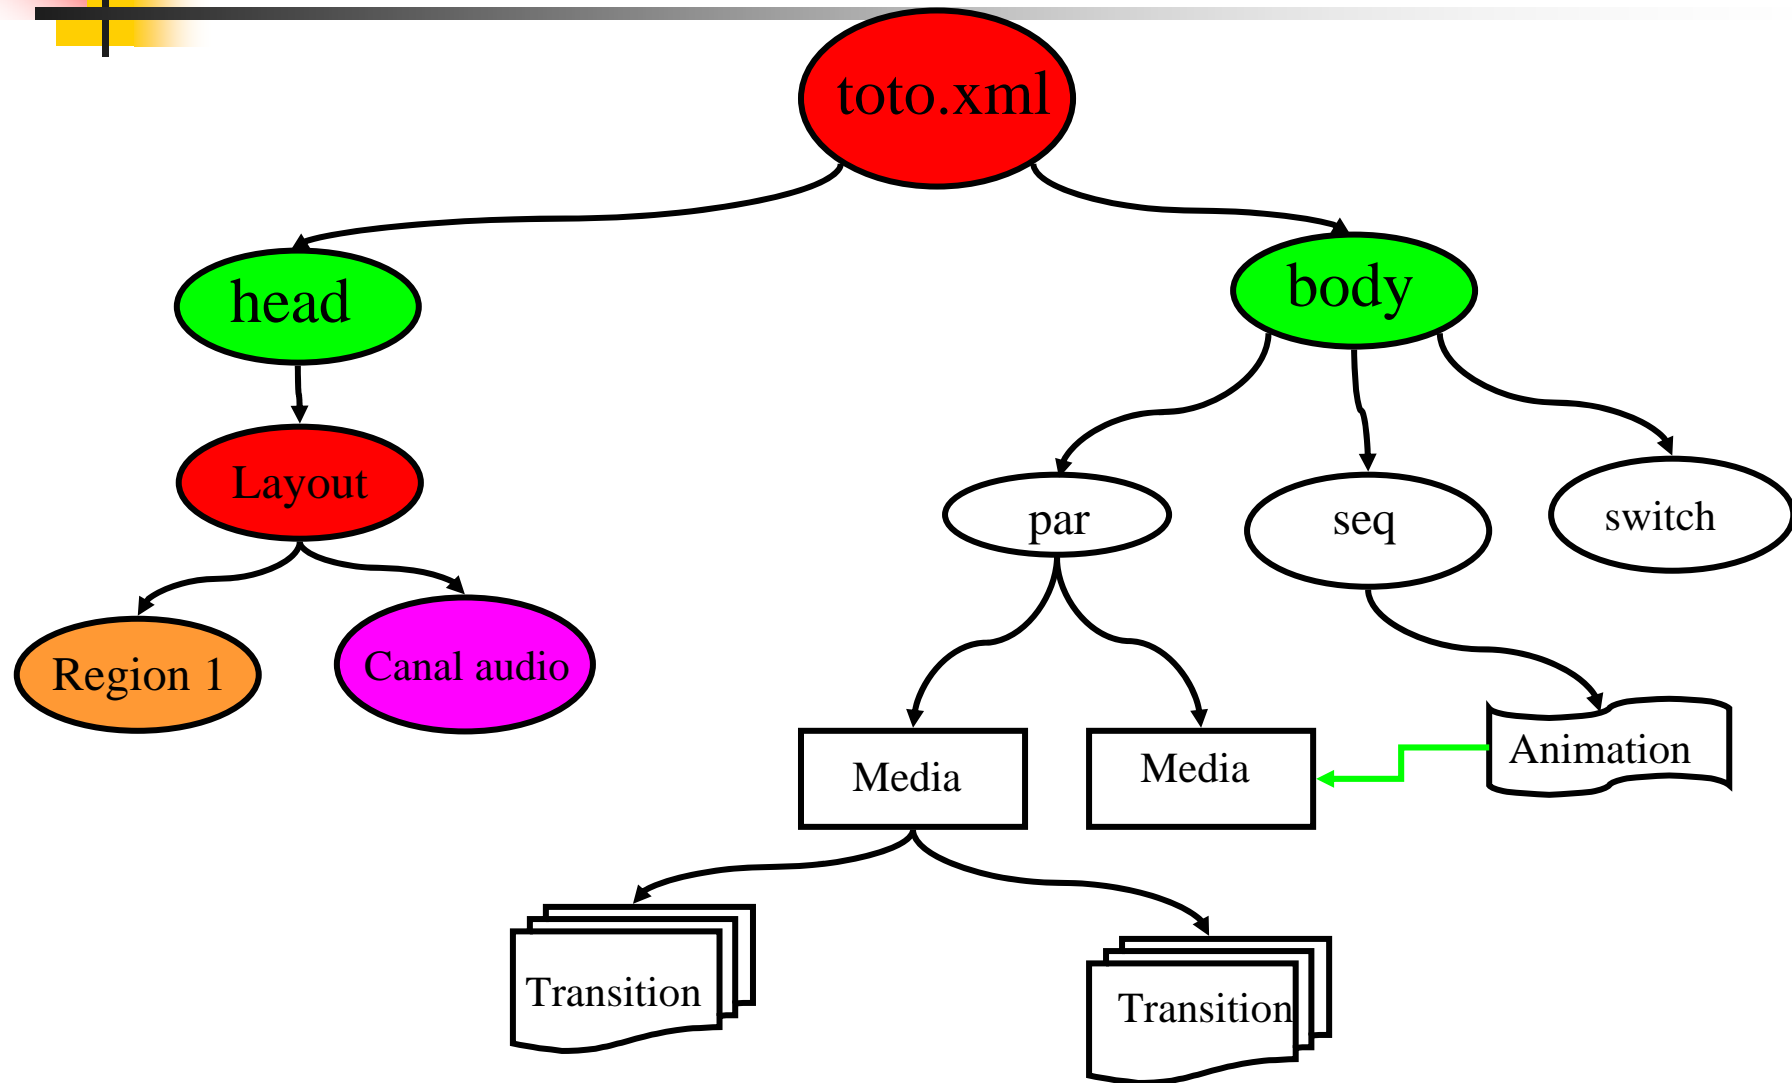 toto.xml
head
body
Layout
par
seq
switch
Region 1
Canal audio
Media
Media
Animation
Transition
Transition